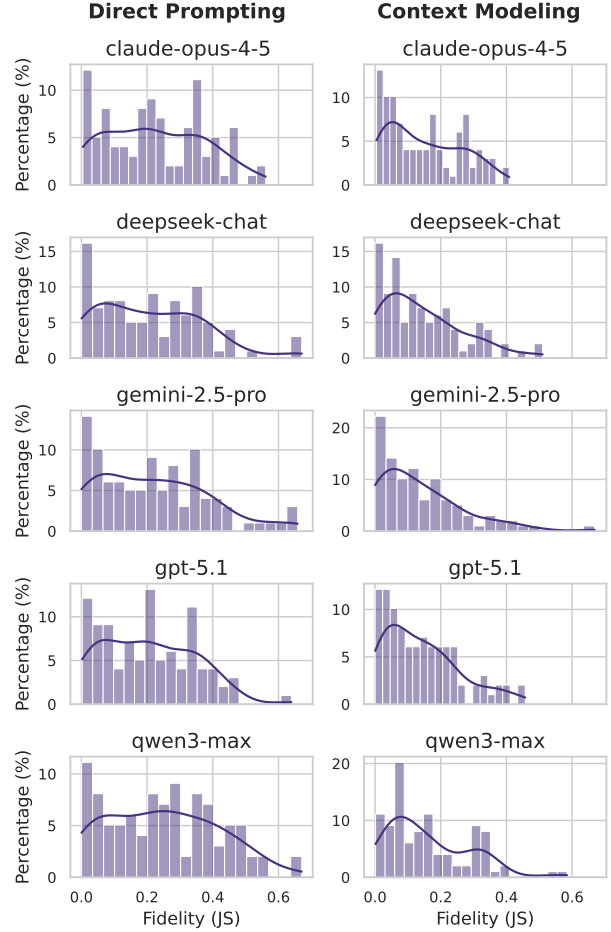 Direct Prompting
Context Modeling
claude-opus-4-5
claude-opus-4-5
Percentage (%)
10
5
0
10
5
0
deepseek-chat
deepseek-chat
Percentage (%)
15
10
5
0
15
10
5
0
gemini-2.5-pro
gemini-2.5-pro
Percentage (%)
10
5
0
20
10
0
gpt-5.1
gpt-5.1
Percentage (%)
10
5
0
10
5
0
qwen3-max
qwen3-max
Percentage (%)
10
5
0
20
10
0
0.0 0.2 0.4 0.6
0.0 0.2 0.4 0.6
Fidelity (JS)
Fidelity (JS)